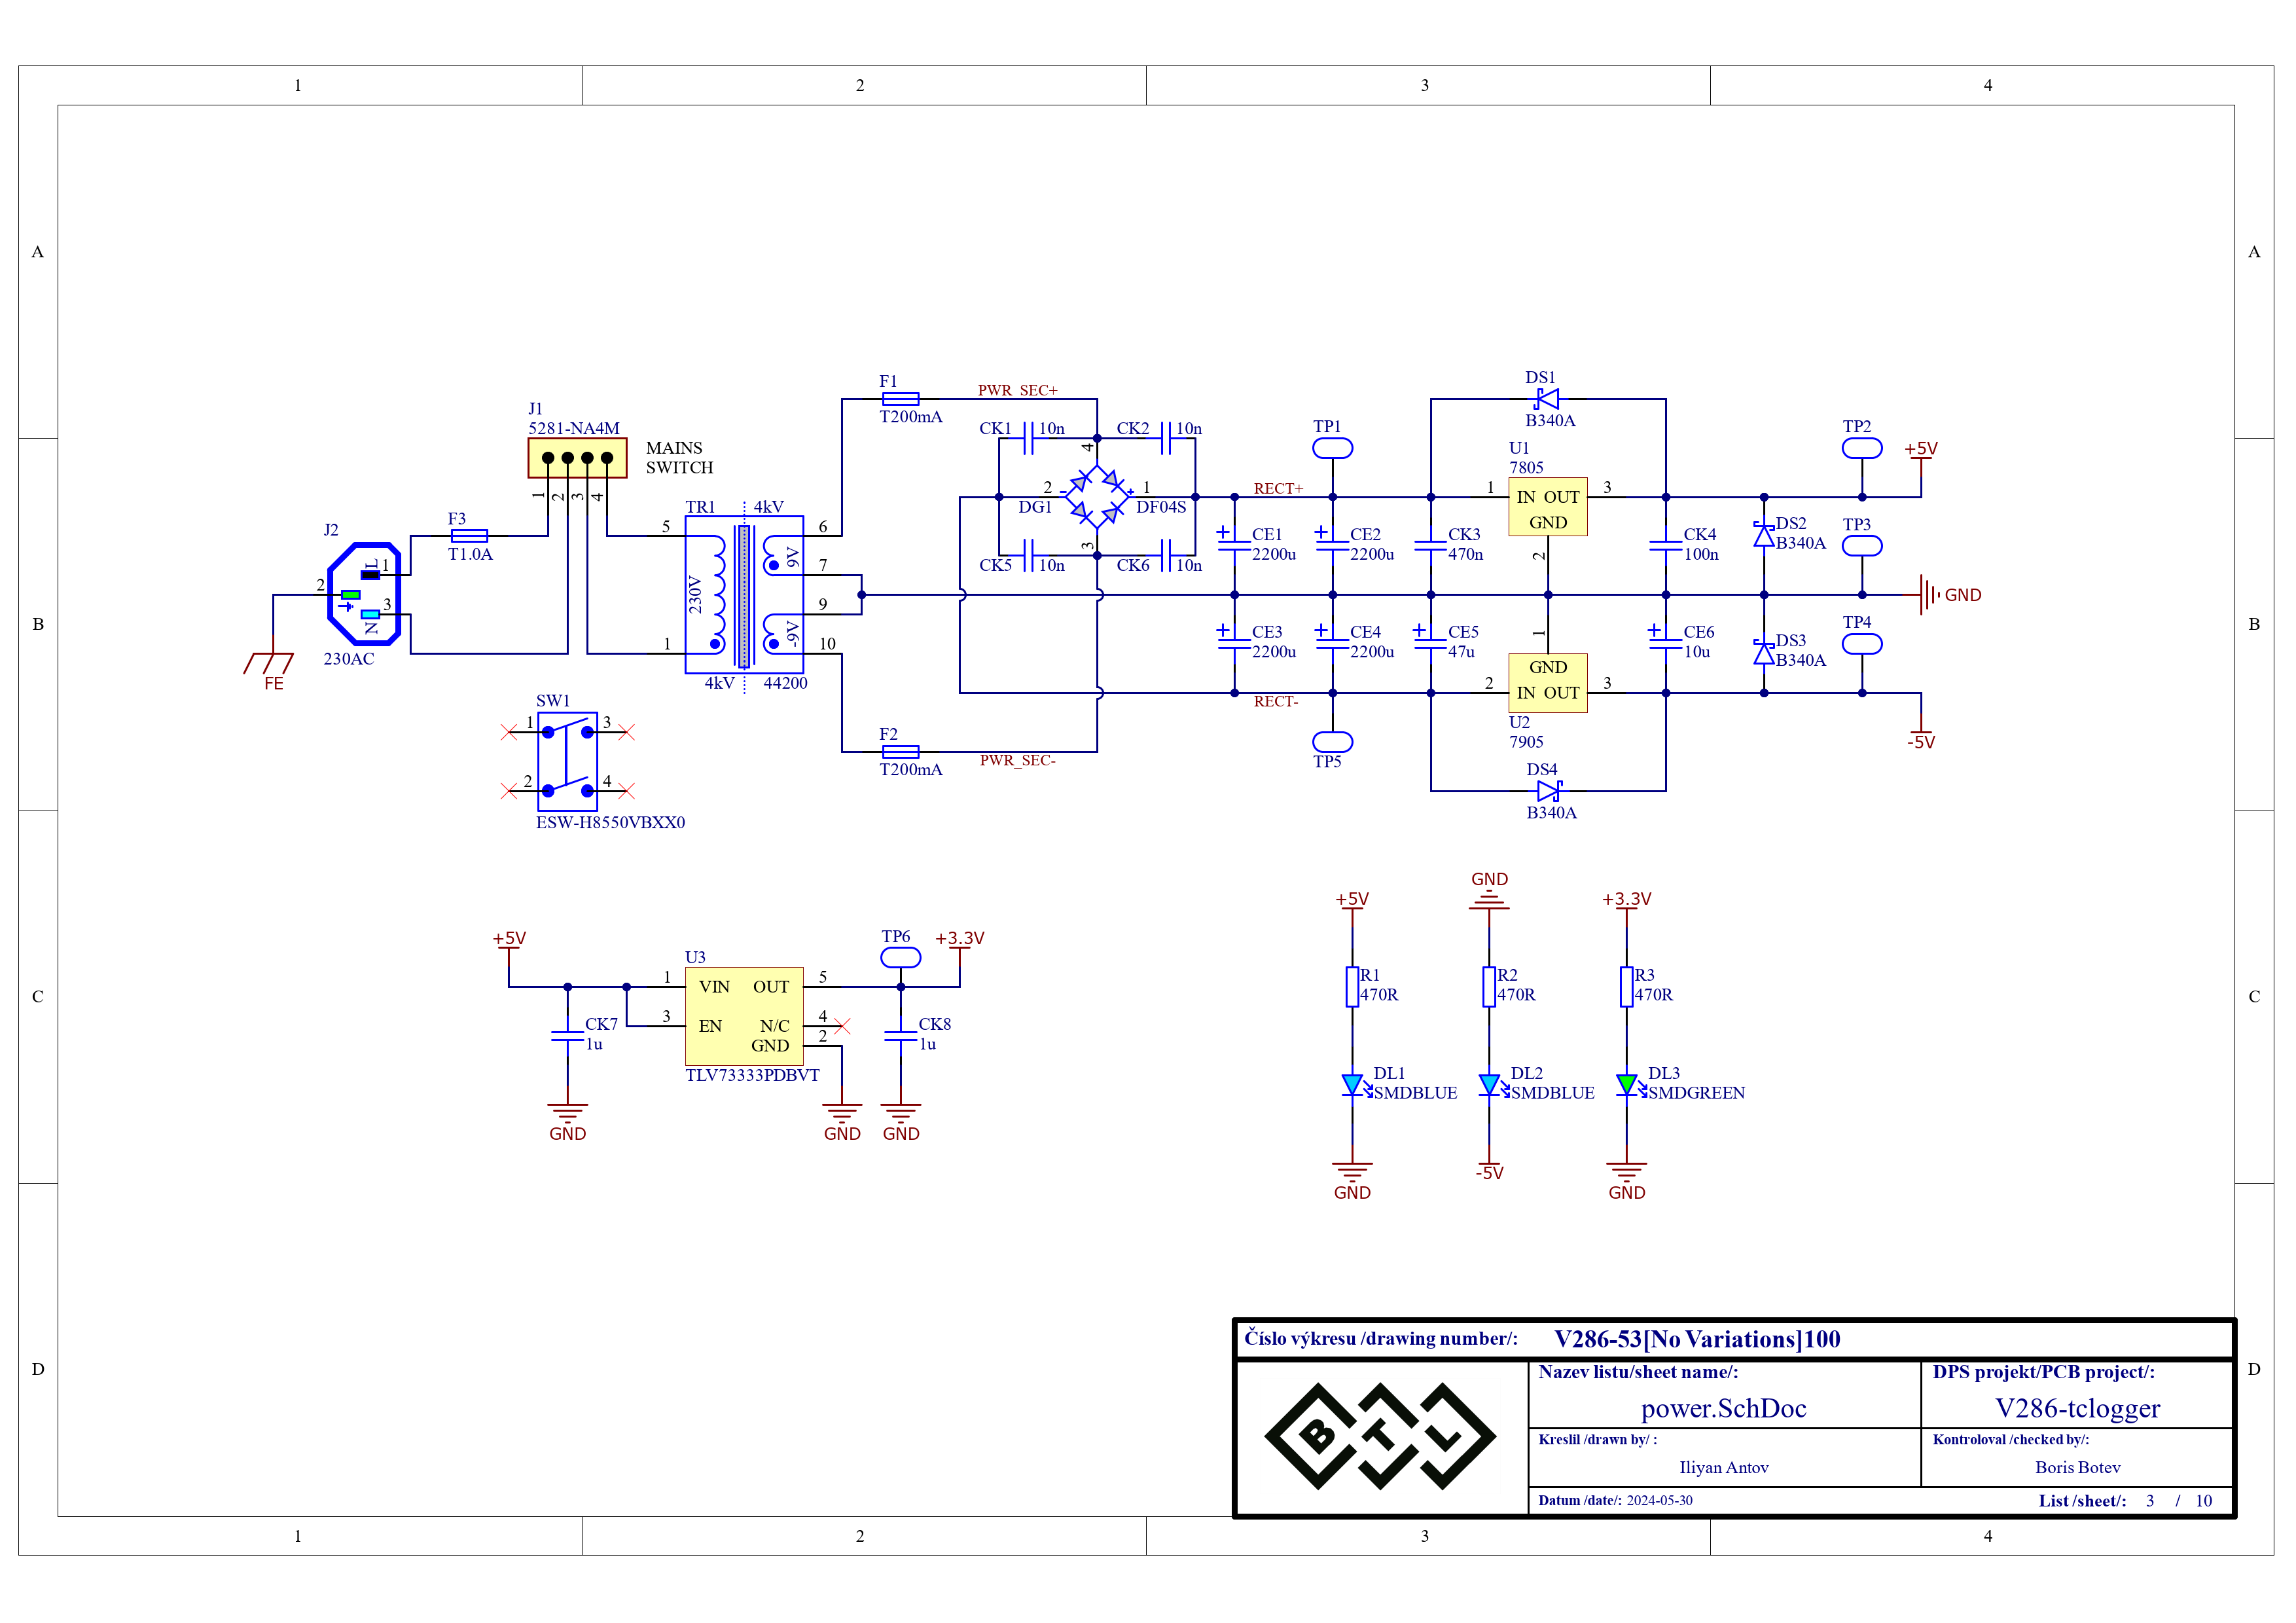 1 2 3 4
A A
B B
C C
D D
J1
5281-NA4M
MAINS
SWITCH
1 2 3 4
J2
L 1
2
3
N
230AC
FE
F3
T1.0A
TR1 4kV
5
1
230V
9V
-9V
6
7
9
10
4kV 44200
F1
T200mA
PWR_SEC+
F2
T200mA
PWR_SEC-
CK1 10n
CK2 10n
4
2 - + 1
DG1 DF04S
3
CK5 10n
CK6 10n
RECT+
RECT-
TP1
TP5
+ CE1
2200u
+ CE2
2200u
CK3
470n
+ CE3
2200u
+ CE4
2200u
+ CE5
47u
DS1
B340A
U1
7805
1 IN OUT 3
GND
2
1
GND
2 IN OUT 3
U2
7905
DS4
B340A
CK4
100n
+ CE6
10u
DS2
B340A
DS3
B340A
TP2
TP3
TP4
+5V
GND
-5V
SW1
1 3
2 4
ESW-H8550VBXX0
+5V
CK7
1u
GND
U3
1 VIN OUT 5
3 EN N/C 4
GND 2
TLV73333PDBVT
GND
TP6
+3.3V
CK8
1u
GND
+5V
R1
470R
DL1
SMDBLUE
GND
GND
R2
470R
DL2
SMDBLUE
-5V
+3.3V
R3
470R
DL3
SMDGREEN
GND
Číslo výkresu /drawing number/: V286-53[No Variations]100
BTL
Nazev listu/sheet name/:
power.SchDoc
DPS projekt/PCB project/:
V286-tclogger
Kreslil /drawn by/ :
Iliyan Antov
Kontroloval /checked by/:
Boris Botev
Datum /date/: 2024-05-30
List /sheet/: 3 / 10
1 2 3 4